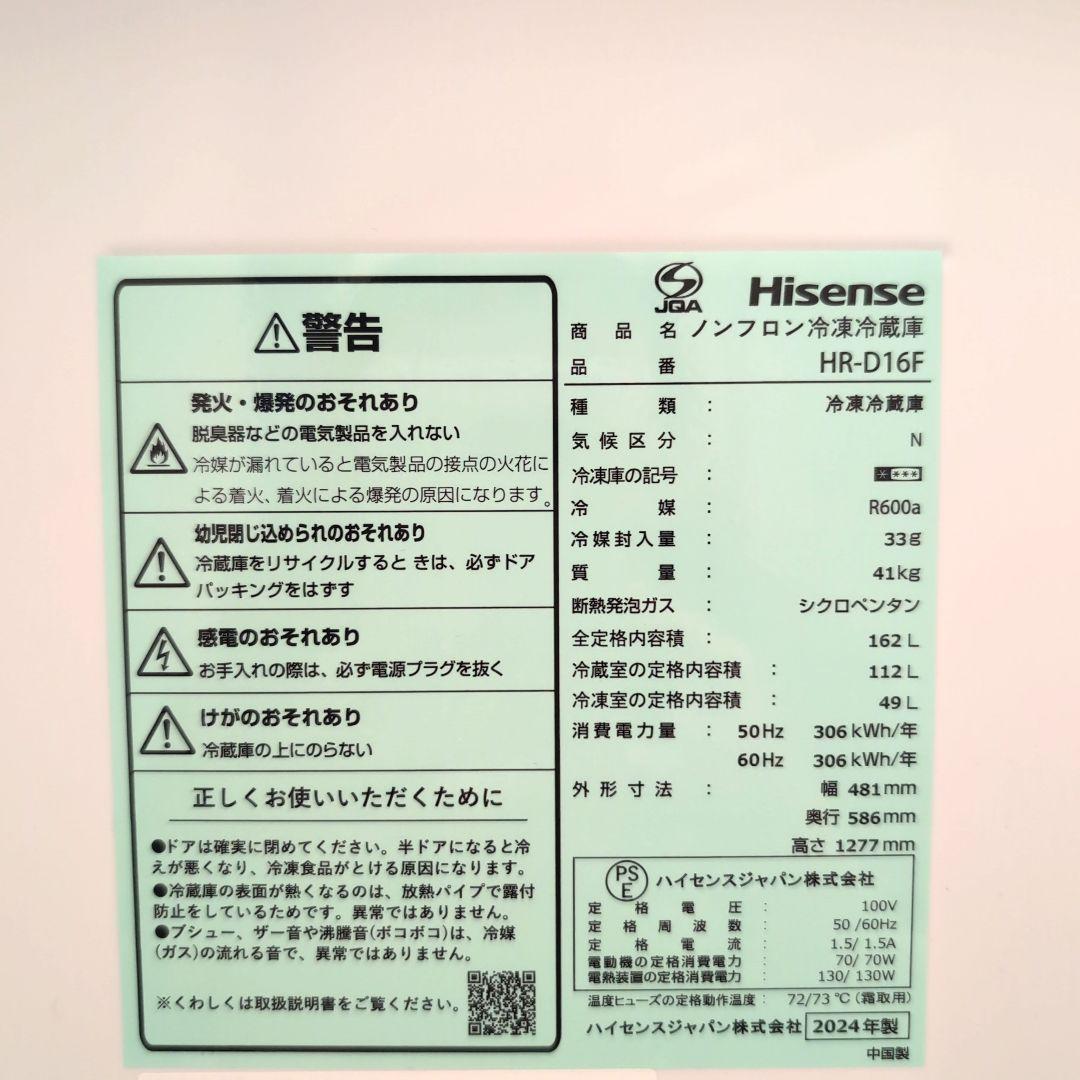 ⚠警告
発火・爆発のおそれあり
脱臭器などの電気製品を入れない
冷媒が漏れていると電気製品の接点の火花に
よる着火、着火による爆発の原因になります。
幼児閉じ込められのおそれあり
冷蔵庫をリサイクルすると きは、必ずドア
パッキングをはずす
感電のおそれあり
お手入れの際は、必ず電源プラグを抜く
けがのおそれあり
冷蔵庫の上にのらない
正しくお使いいただくために
●ドアは確実に閉めてください。半ドアになると冷
えが悪くなり、冷凍食品がとける原因になります。
●冷蔵庫の表面が熱くなるのは、放熱パイプで露付
防止をしているためです。異常ではありません。
●ブシュー、ザー音や沸騰音(ボコボコ)は、冷媒
(ガス)の流れる音で、異常ではありません。
※くわしくは取扱説明書をご覧ください。
JQA Hisense
商品名 ノンフロン冷凍冷蔵庫
品番 HR-D16F
種類 : 冷凍冷蔵庫
気候区分 : N
冷凍庫の記号 : ****
冷媒 : R600a
冷媒封入量 : 33g
質量 : 41kg
断熱発泡ガス : シクロペンタン
全定格内容積 : 162 L
冷蔵室の定格内容積 : 112 L
冷凍室の定格内容積 : 49 L
消費電力量 : 50Hz 306 kWh/年
60Hz 306 kWh/年
外形寸法 : 幅 481 mm
奥行 586 mm
高さ 1277 mm
PSE ハイセンスジャパン株式会社
定格電圧 : 100V
定格周波数 : 50 /60Hz
定格電流 : 1.5/ 1.5A
電動機の定格消費電力 : 70/ 70W
電熱装置の定格消費電力 : 130/ 130W
温度ヒューズの定格動作温度 : 72/73 ℃ (霜取用)
ハイセンスジャパン株式会社 2024年製
中国製